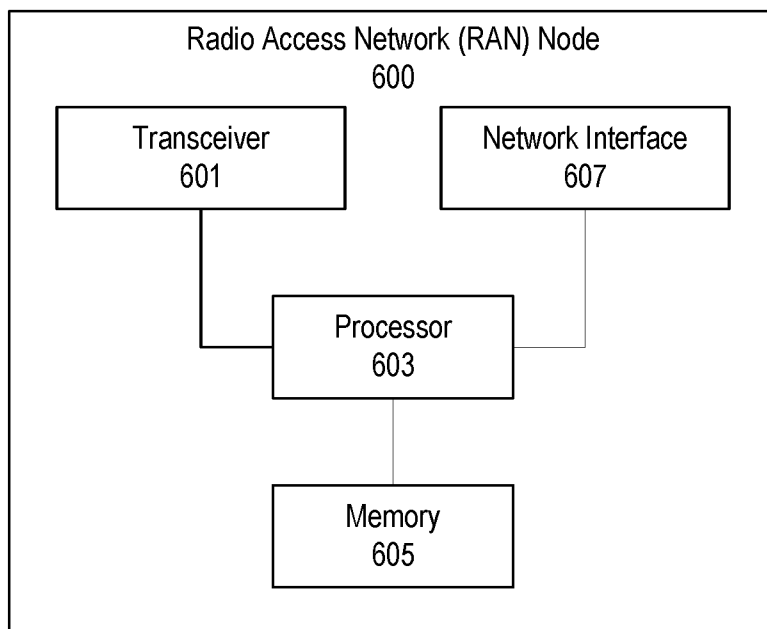 Radio Access Network (RAN) Node
600
Transceiver
601
Network Interface
607
Processor
603
Memory
605